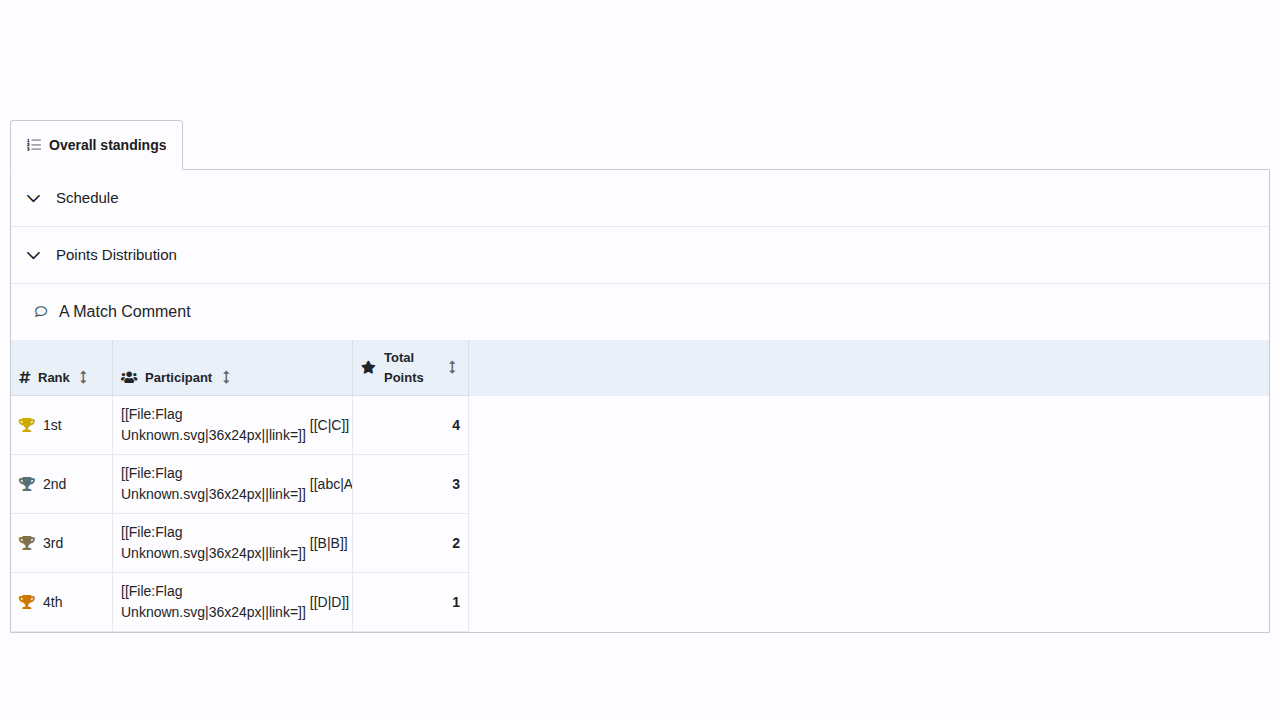 Overall standings
Schedule
Points Distribution
A Match Comment
# Rank Participant Total Points
1st [[File:Flag Unknown.svg|36x24px||link=]] [[C|C]] 4
2nd [[File:Flag Unknown.svg|36x24px||link=]] [[abc|A 3
3rd [[File:Flag Unknown.svg|36x24px||link=]] [[B|B]] 2
4th [[File:Flag Unknown.svg|36x24px||link=]] [[D|D]] 1